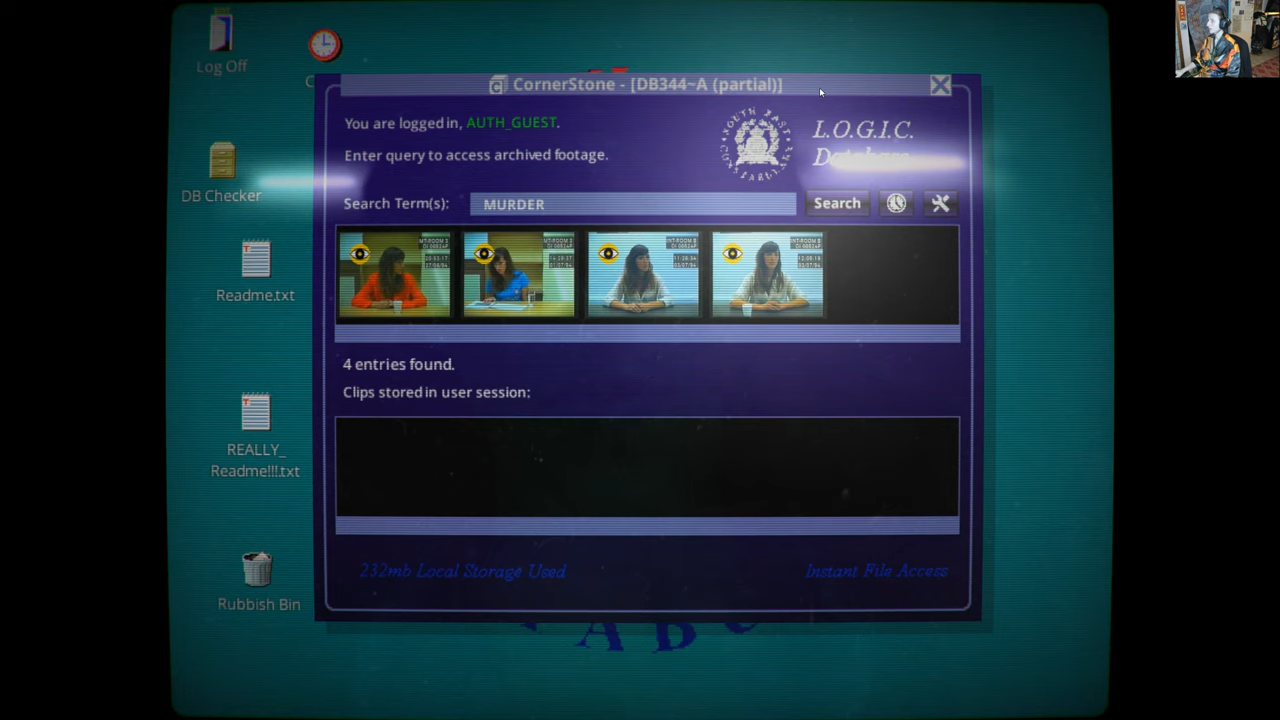 Log Off
CornerStone - [DB344~A (partial)]
You are logged in, AUTH_GUEST.
Enter query to access archived footage.
L.O.G.I.C.
Database
DB Checker
Search Term(s):
MURDER
Search
Readme.txt
4 entries found.
Clips stored in user session:
REALLY_
Readme!!!.txt
232mb Local Storage Used
Instant File Access
Rubbish Bin